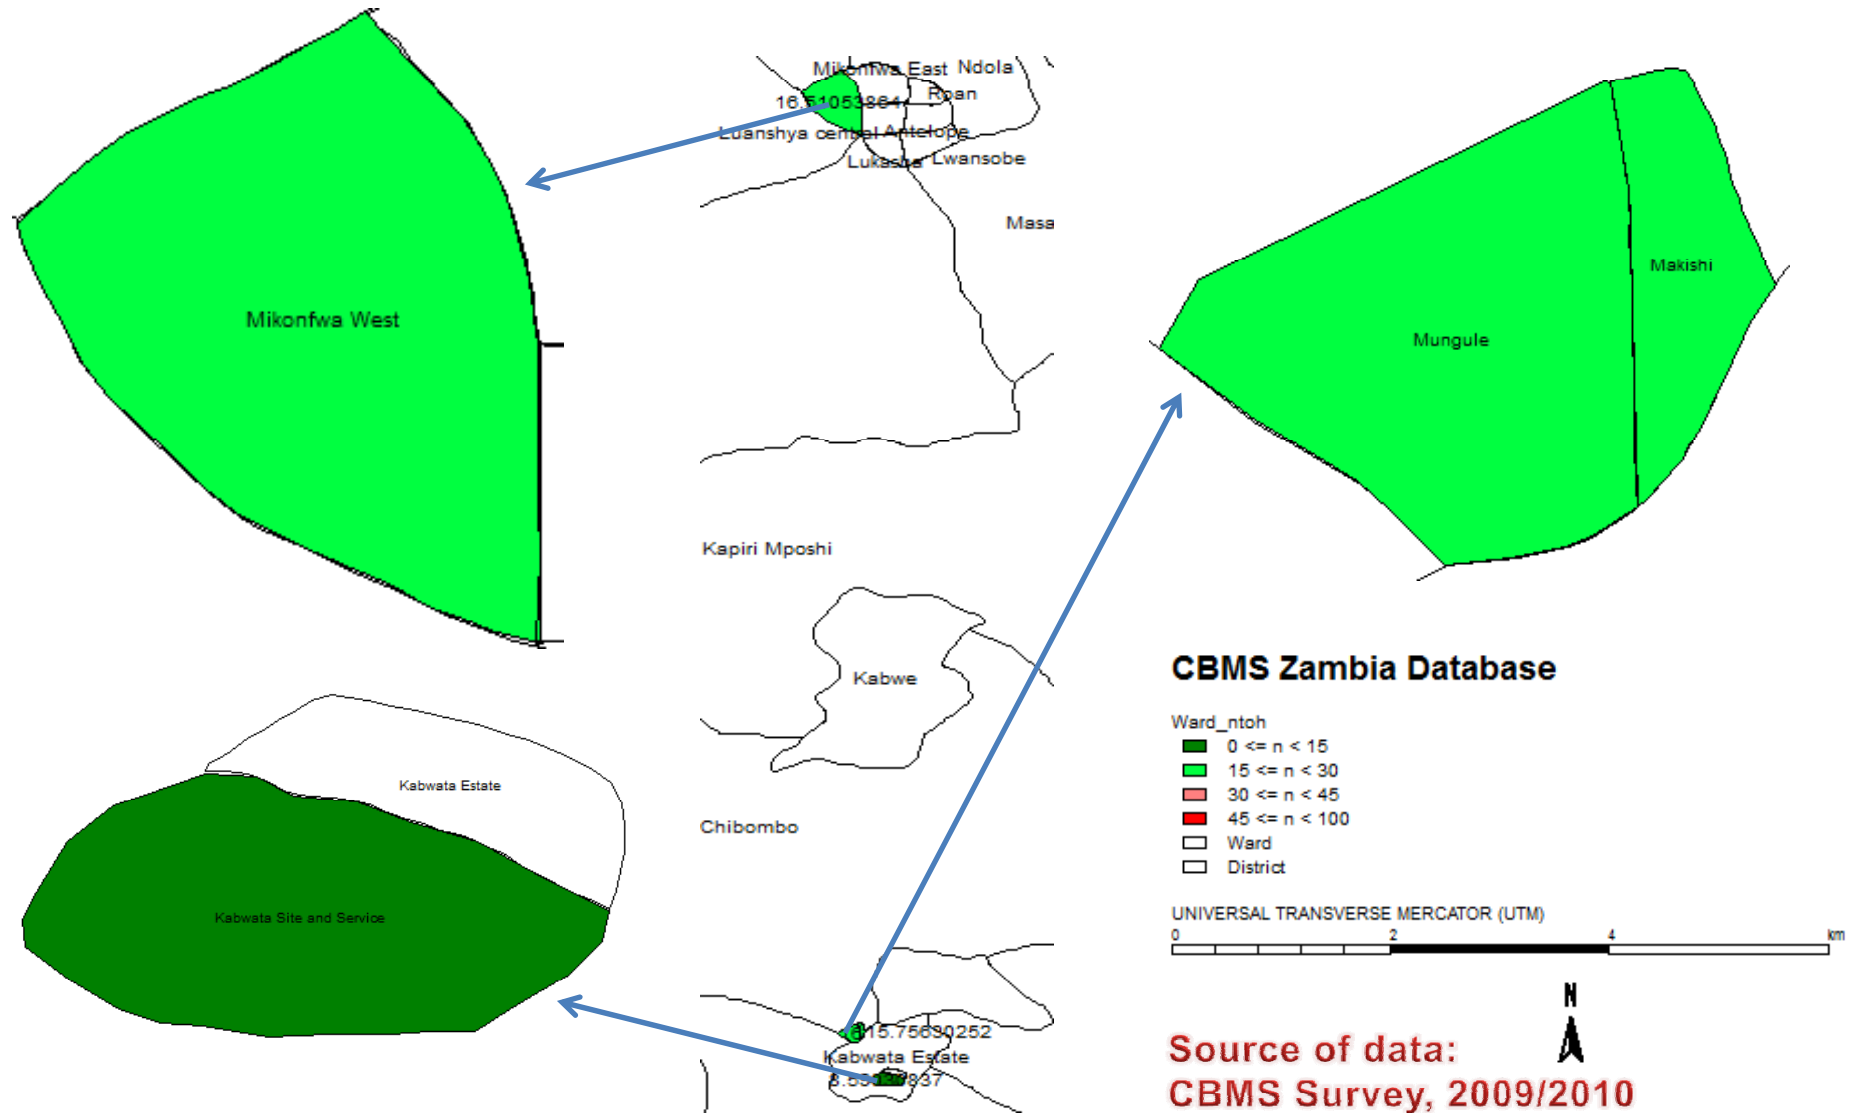 Mikonfwa West
Mikonfwa East
Ndola
Roan
Luanshya central
Antelope
Lukasha
Lwansobe
Masa
Makishi
Mungule
Kapiri Mposhi
Kabwe
Chibombo
Kabwata Estate
Kabwata Site and Service
Kabwata Estate
CBMS Zambia Database
Ward_ntoh
0 <= n < 15
15 <= n < 30
30 <= n < 45
45 <= n < 100
Ward
District
UNIVERSAL TRANSVERSE MERCATOR (UTM)
0 2 4 km
N
Source of data:
CBMS Survey, 2009/2010